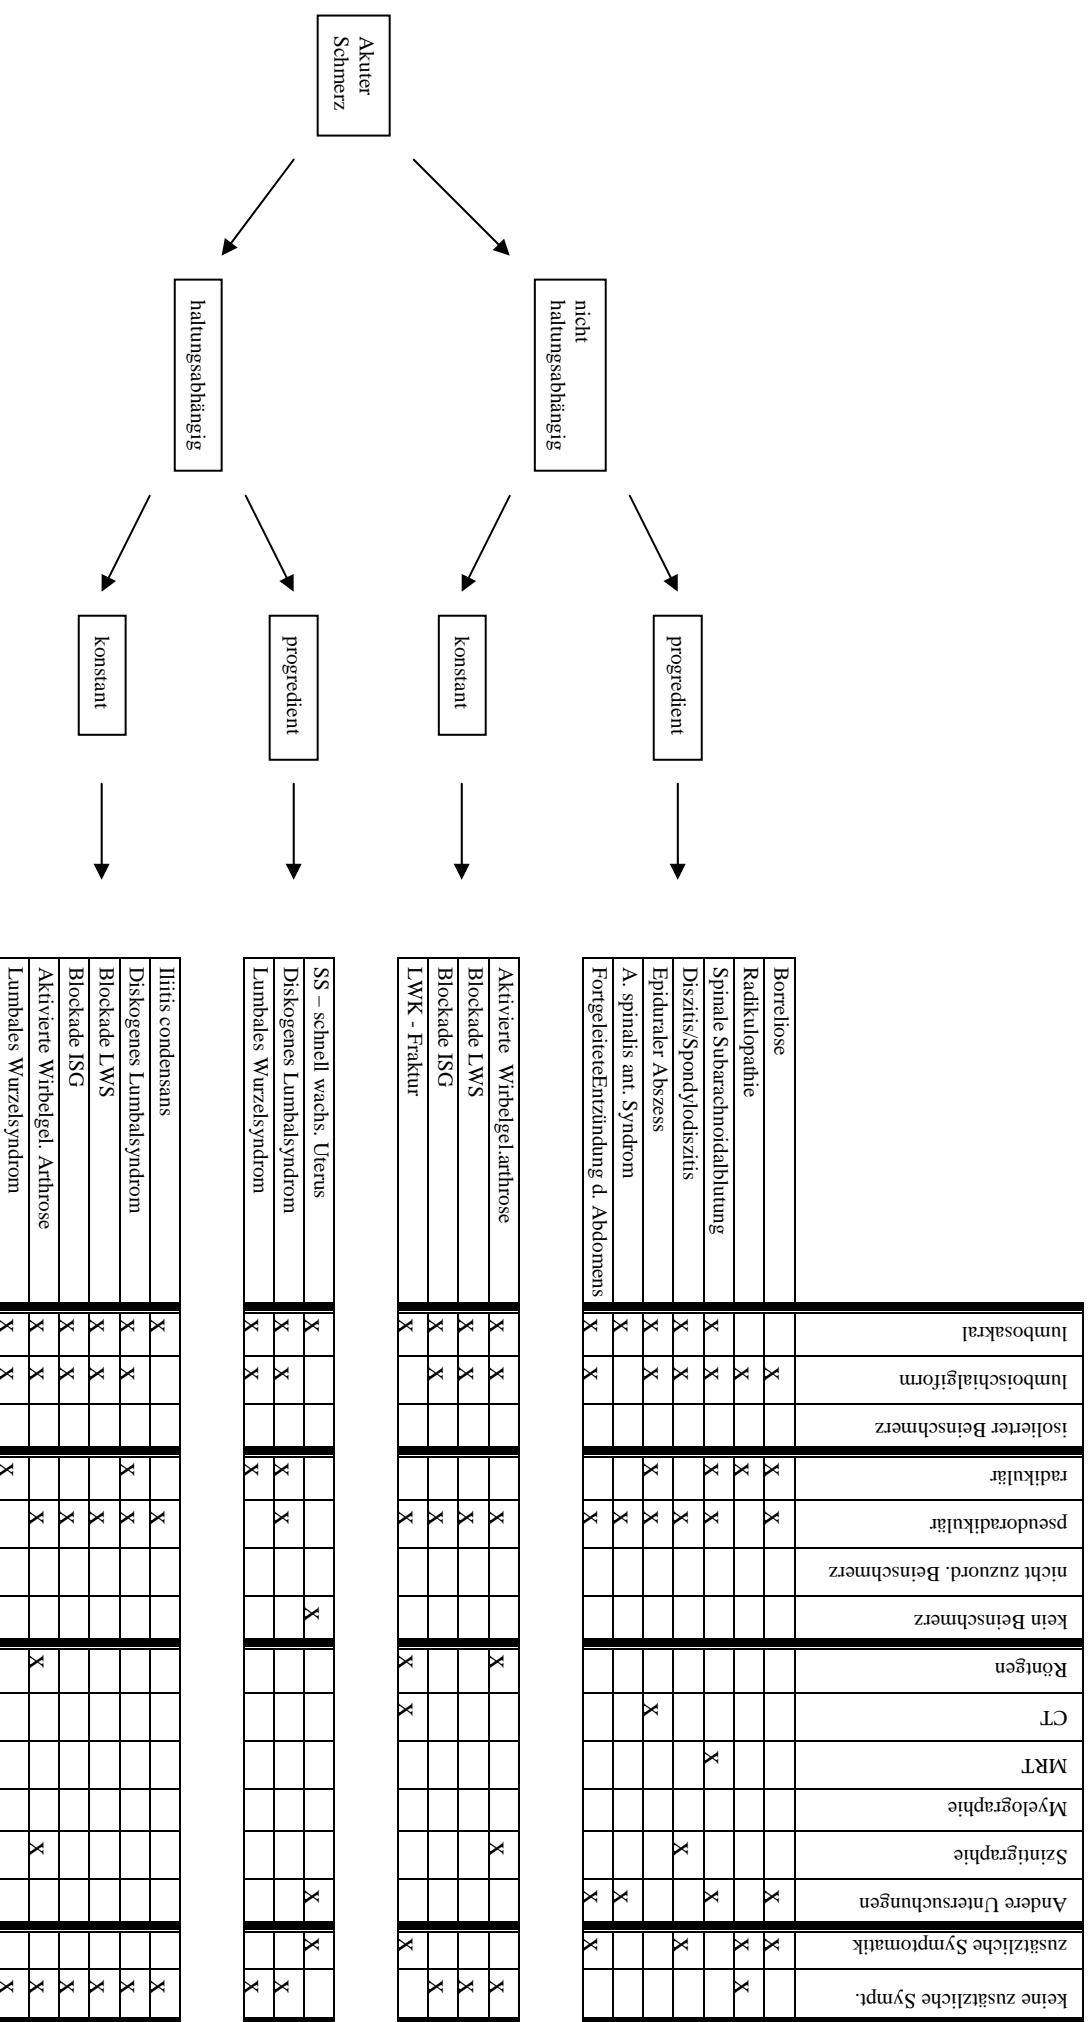 lumbosakral
lumboischialgiform
isolierter Beinschmerz
radikulär
pseudoradikulär
nicht zuzuord. Beinschmerz
kein Beinschmerz
Röntgen
CT
MRT
Myelographie
Szintigraphie
Andere Untersuchungen
zusätzliche Symptomatik
keine zusätzliche Sympt.
Akuter
Schmerz
nicht
haltungsabhängig
haltungsabhängig
progredient
konstant
progredient
konstant
Borreliose X X X X X
Radikulopathie X X X X
Spinale Subarachnoidalblutung X X X X X X
Diszitis/Spondylodiszitis X X X X X
Epiduraler Abszess X X X X X
A. spinalis ant. Syndrom X X X
FortgeleiteteEntzündung d. Abdomens X X X X X
Aktivierte Wirbelgel.arthrose X X X X X X
Blockade LWS X X X X
Blockade ISG X X X X
LWK - Fraktur X X X X X
SS – schnell wachs. Uterus X X X X
Diskogenes Lumbalsyndrom X X X X X
Lumbales Wurzelsyndrom X X X X
Iliitis condensans X X X
Diskogenes Lumbalsyndrom X X X X X
Blockade LWS X X X X
Blockade ISG X X X X
Aktivierte Wirbelgel. Arthrose X X X X X X
Lumbales Wurzelsyndrom X X X X